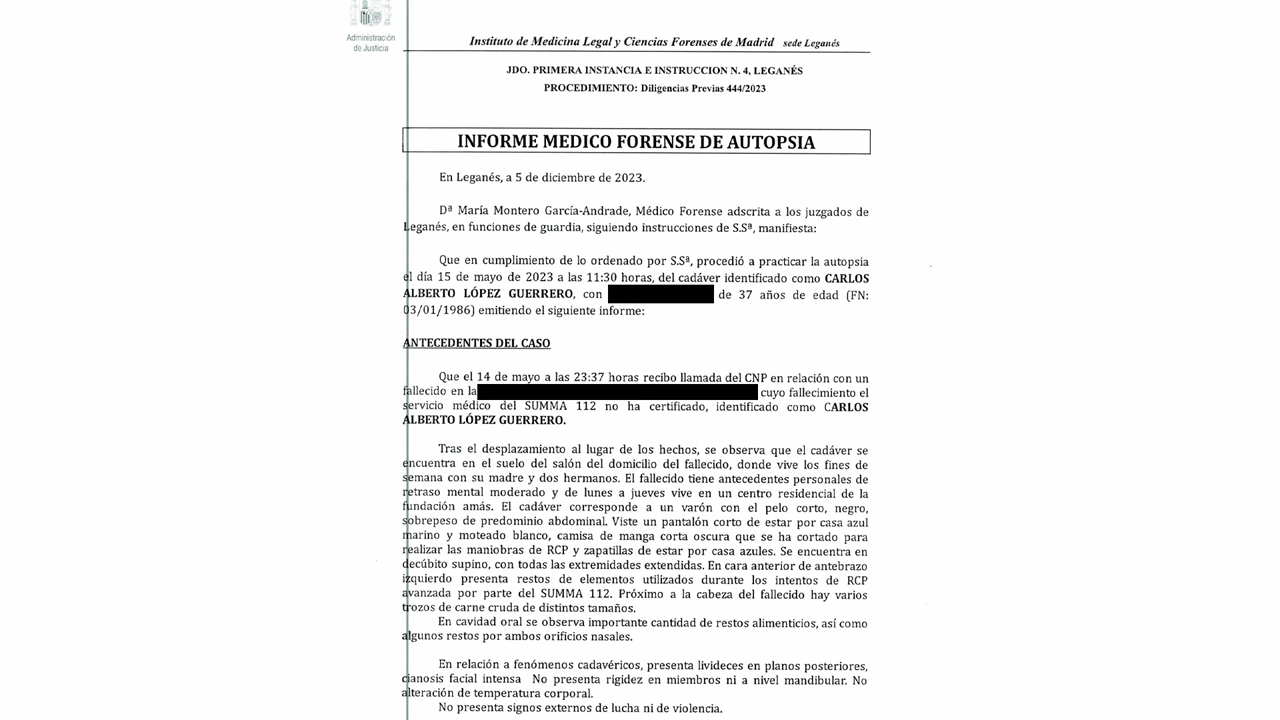 Administración
de Justicia
Instituto de Medicina Legal y Ciencias Forenses de Madrid sede Leganés
JDO. PRIMERA INSTANCIA E INSTRUCCION N. 4, LEGANÉS
PROCEDIMIENTO: Diligencias Previas 444/2023
INFORME MEDICO FORENSE DE AUTOPSIA
En Leganés, a 5 de diciembre de 2023.
Dª María Montero García-Andrade, Médico Forense adscrita a los juzgados de
Leganés, en funciones de guardia, siguiendo instrucciones de S.Sª, manifiesta:
Que en cumplimiento de lo ordenado por S.Sª, procedió a practicar la autopsia
el día 15 de mayo de 2023 a las 11:30 horas, del cadáver identificado como CARLOS
ALBERTO LÓPEZ GUERRERO, con de 37 años de edad (FN:
03/01/1986) emitiendo el siguiente informe:
ANTECEDENTES DEL CASO
Que el 14 de mayo a las 23:37 horas recibo llamada del CNP en relación con un
fallecido en la cuyo fallecimiento el
servicio médico del SUMMA 112 no ha certificado, identificado como CARLOS
ALBERTO LÓPEZ GUERRERO.
Tras el desplazamiento al lugar de los hechos, se observa que el cadáver se
encuentra en el suelo del salón del domicilio del fallecido, donde vive los fines de
semana con su madre y dos hermanos. El fallecido tiene antecedentes personales de
retraso mental moderado y de lunes a jueves vive en un centro residencial de la
fundación amás. El cadáver corresponde a un varón con el pelo corto, negro,
sobrepeso de predominio abdominal. Viste un pantalón corto de estar por casa azul
marino y moteado blanco, camisa de manga corta oscura que se ha cortado para
realizar las maniobras de RCP y zapatillas de estar por casa azules. Se encuentra en
decúbito supino, con todas las extremidades extendidas. En cara anterior de antebrazo
izquierdo presenta restos de elementos utilizados durante los intentos de RCP
avanzada por parte del SUMMA 112. Próximo a la cabeza del fallecido hay varios
trozos de carne cruda de distintos tamaños.
En cavidad oral se observa importante cantidad de restos alimenticios, así como
algunos restos por ambos orificios nasales.
En relación a fenómenos cadavéricos, presenta livideces en planos posteriores,
cianosis facial intensa No presenta rigidez en miembros ni a nivel mandibular. No
alteración de temperatura corporal.
No presenta signos externos de lucha ni de violencia.